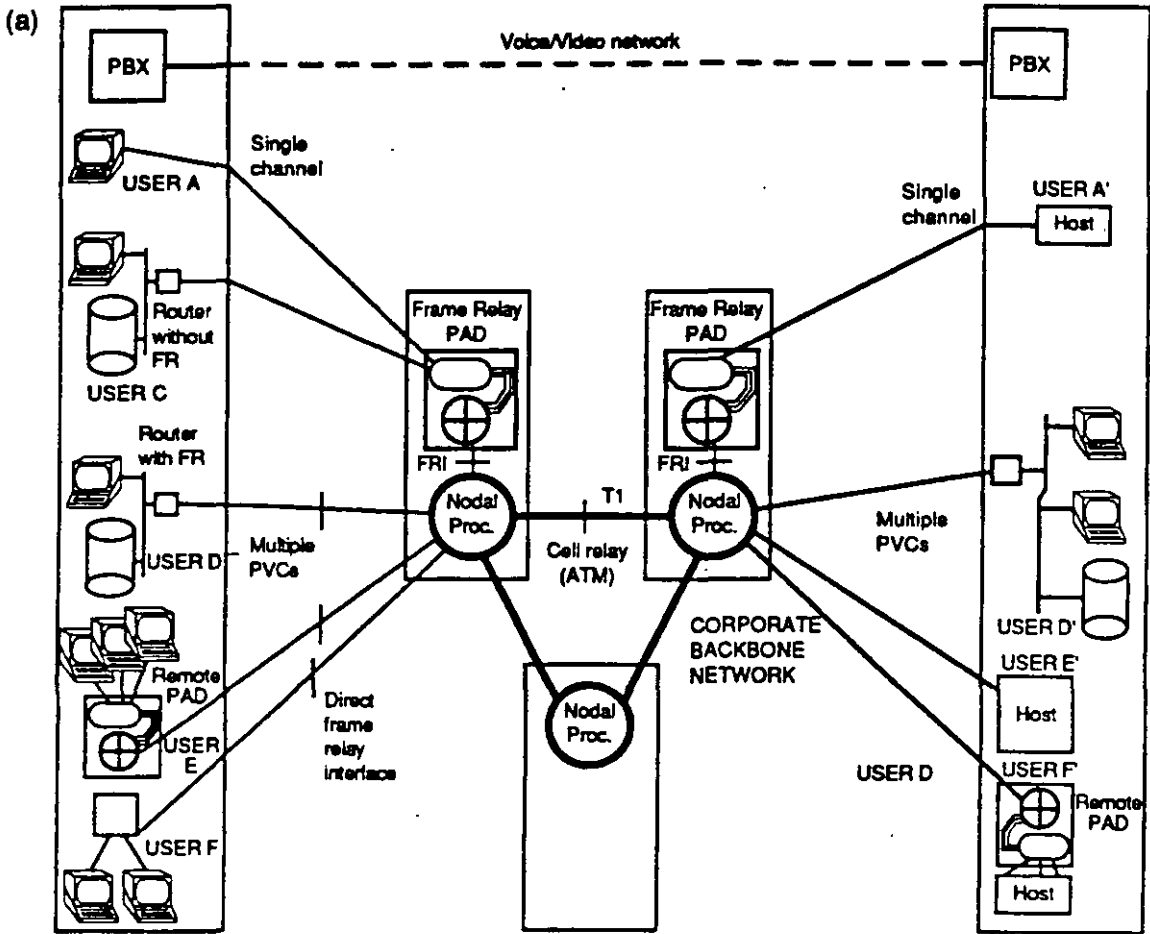 (a)
Voice/Video network
PBX
PBX
Single
channel
USER A
USER A'
Single
channel
Host
Router
without
FR
USER C
Frame Relay
PAD
Frame Relay
PAD
Router
with FR
FRI
FRI
T1
Nodal
Proc.
Nodal
Proc.
USER D
Multiple
PVCs
Cell relay
(ATM)
Multiple
PVCs
USER D'
CORPORATE
BACKBONE
NETWORK
Remote
PAD
USER
E
Direct
frame
relay
interface
Nodal
Proc.
USER E'
Host
USER D
USER F'
Remote
PAD
USER F
Host